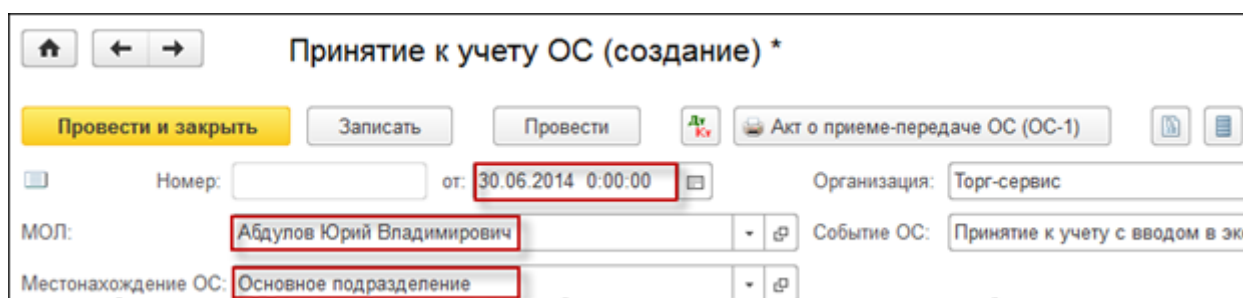 Принятие к учету ОС (создание) *
Провести и закрыть Записать Провести Дт Кт Акт о приеме-передаче ОС (ОС-1)
Номер: от: 30.06.2014 0:00:00 Организация: Торг-сервис
МОЛ: Абдулов Юрий Владимирович Событие ОС: Принятие к учету с вводом в эк
Местонахождение ОС: Основное подразделение